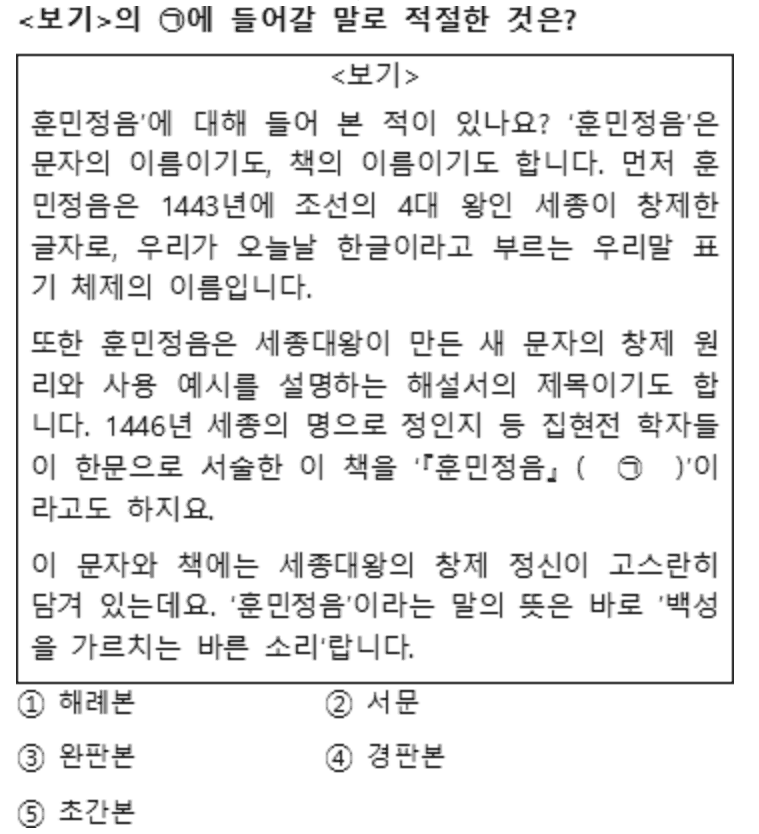 <보기>의 ㉠에 들어갈 말로 적절한 것은?
<보기>
훈민정음'에 대해 들어 본 적이 있나요? '훈민정음'은
문자의 이름이기도, 책의 이름이기도 합니다. 먼저 훈
민정음은 1443년에 조선의 4대 왕인 세종이 창제한
글자로, 우리가 오늘날 한글이라고 부르는 우리말 표
기 체제의 이름입니다.
또한 훈민정음은 세종대왕이 만든 새 문자의 창제 원
리와 사용 예시를 설명하는 해설서의 제목이기도 합
니다. 1446년 세종의 명으로 정인지 등 집현전 학자들
이 한문으로 서술한 이 책을 '『훈민정음』( ㉠ )'이
라고도 하지요.
이 문자와 책에는 세종대왕의 창제 정신이 고스란히
담겨 있는데요. '훈민정음'이라는 말의 뜻은 바로 '백성
을 가르치는 바른 소리'랍니다.
① 해례본 ② 서문
③ 완판본 ④ 경판본
⑤ 초간본